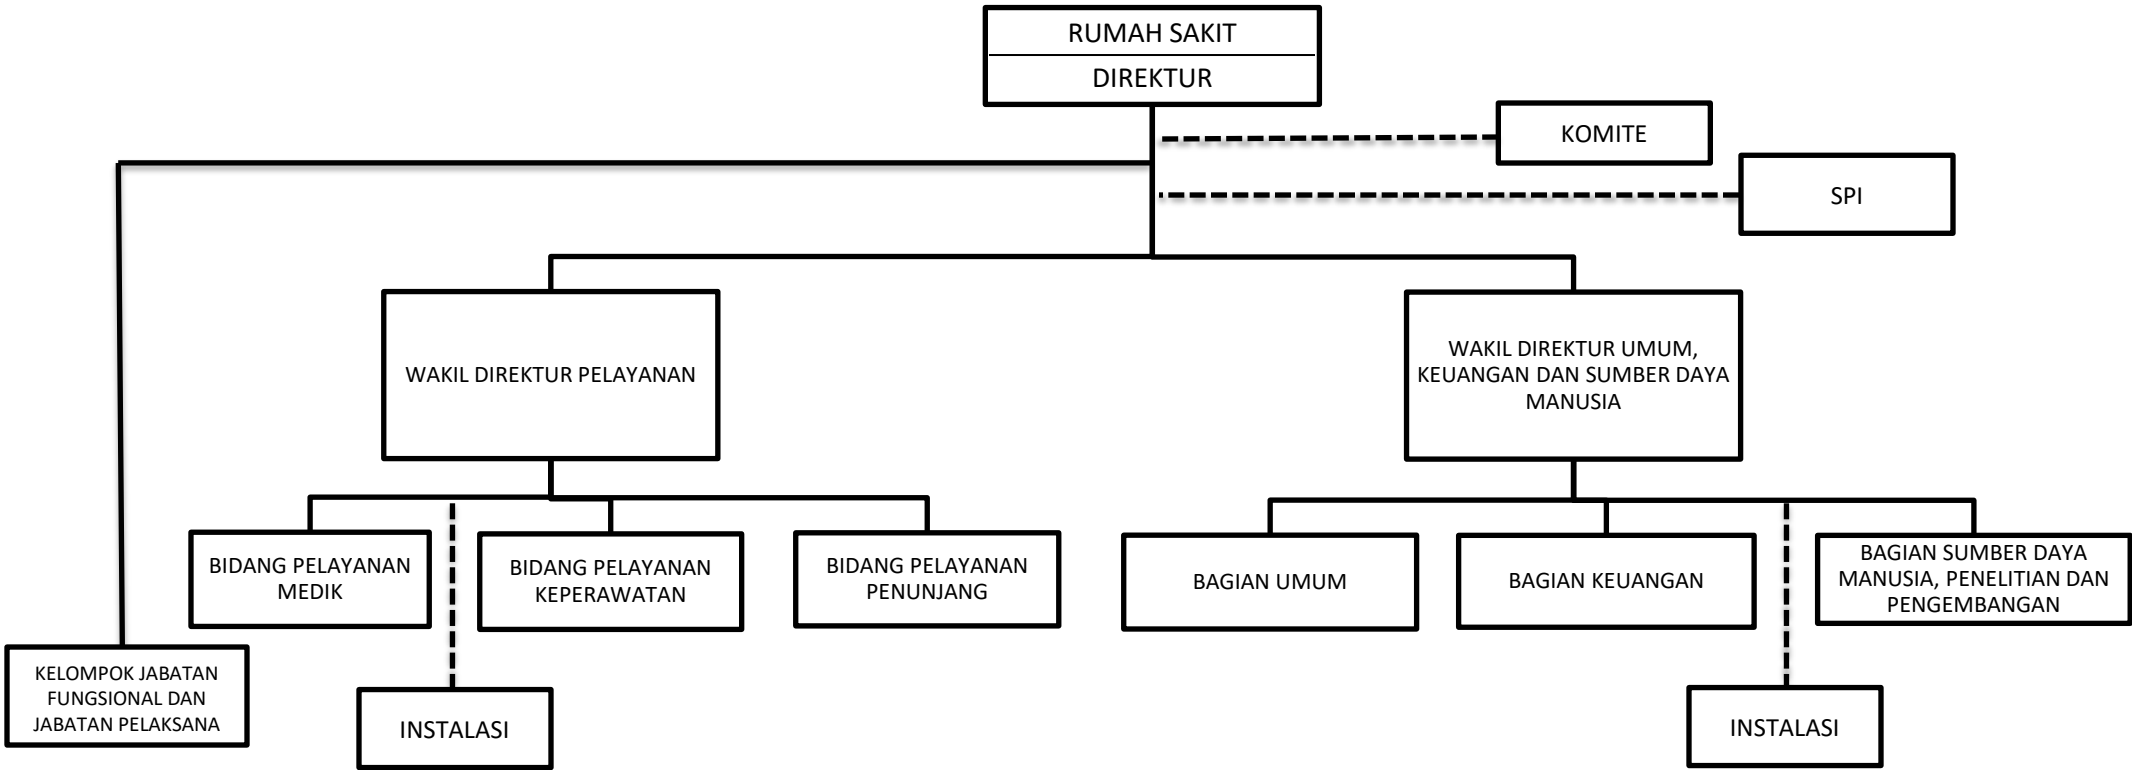 RUMAH SAKIT
DIREKTUR
KOMITE
SPI
WAKIL DIREKTUR PELAYANAN
WAKIL DIREKTUR UMUM,
KEUANGAN DAN SUMBER DAYA
MANUSIA
BIDANG PELAYANAN
MEDIK
BIDANG PELAYANAN
KEPERAWATAN
BIDANG PELAYANAN
PENUNJANG
BAGIAN UMUM
BAGIAN KEUANGAN
BAGIAN SUMBER DAYA
MANUSIA, PENELITIAN DAN
PENGEMBANGAN
KELOMPOK JABATAN
FUNGSIONAL DAN
JABATAN PELAKSANA
INSTALASI
INSTALASI